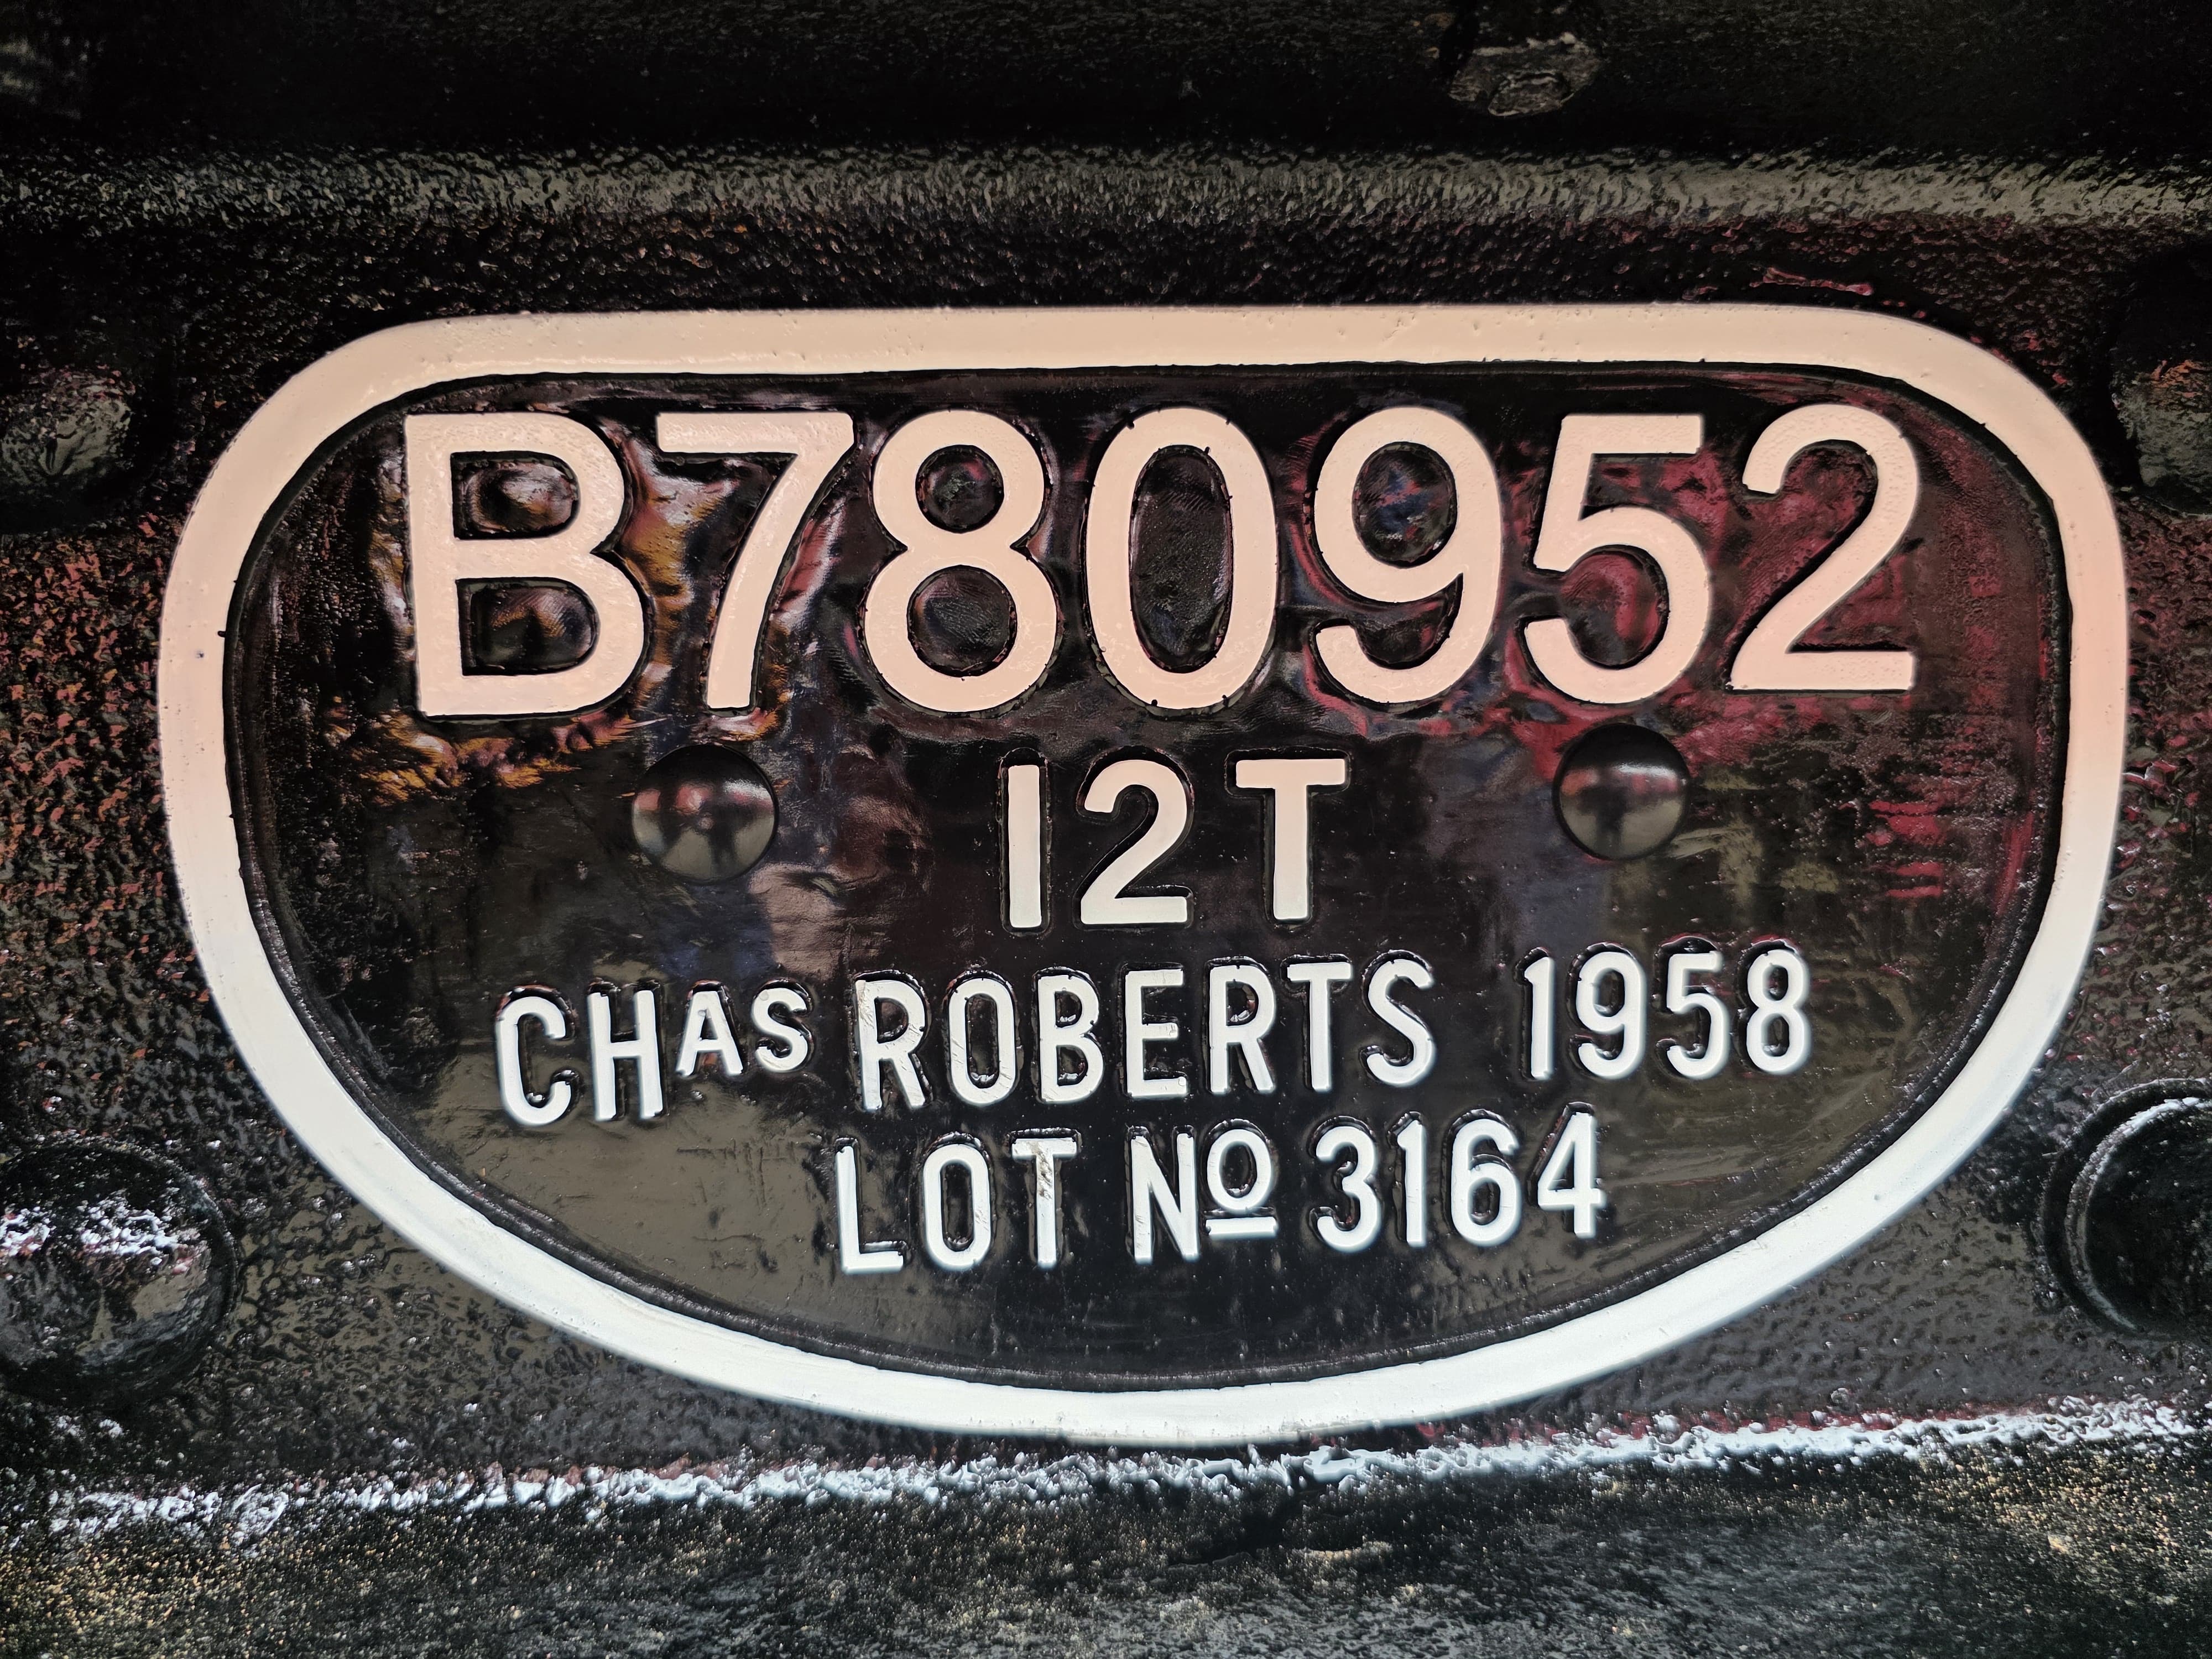 B780952
12T
CHAS ROBERTS 1958
LOT Nº 3164